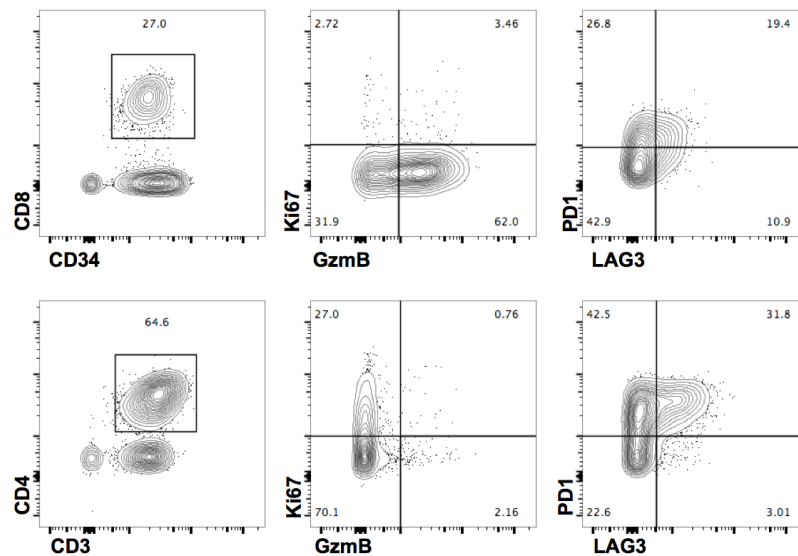 27.0
CD8
CD34
2.72 3.46
31.9 62.0
Ki67
GzmB
26.8 19.4
42.9 10.9
PD1
LAG3
64.6
CD4
CD3
27.0 0.76
70.1 2.16
Ki67
GzmB
42.5 31.8
22.6 3.01
PD1
LAG3